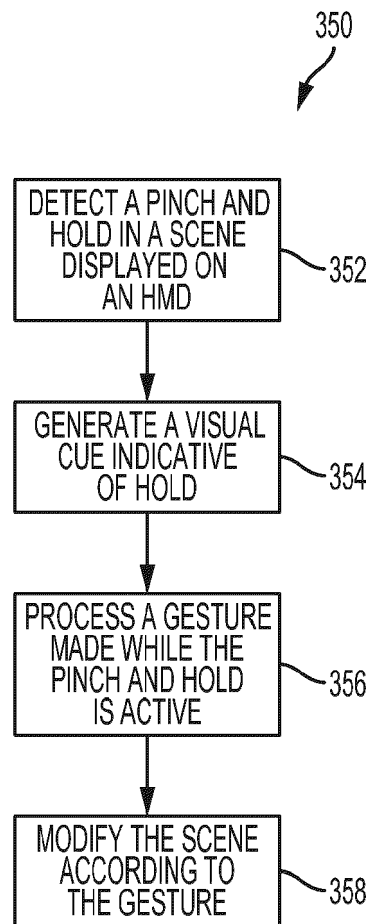 350
DETECT A PINCH AND
HOLD IN A SCENE
DISPLAYED ON
AN HMD
352
GENERATE A VISUAL
CUE INDICATIVE
OF HOLD
354
PROCESS A GESTURE
MADE WHILE THE
PINCH AND HOLD
IS ACTIVE
356
MODIFY THE SCENE
ACCORDING TO
THE GESTURE
358